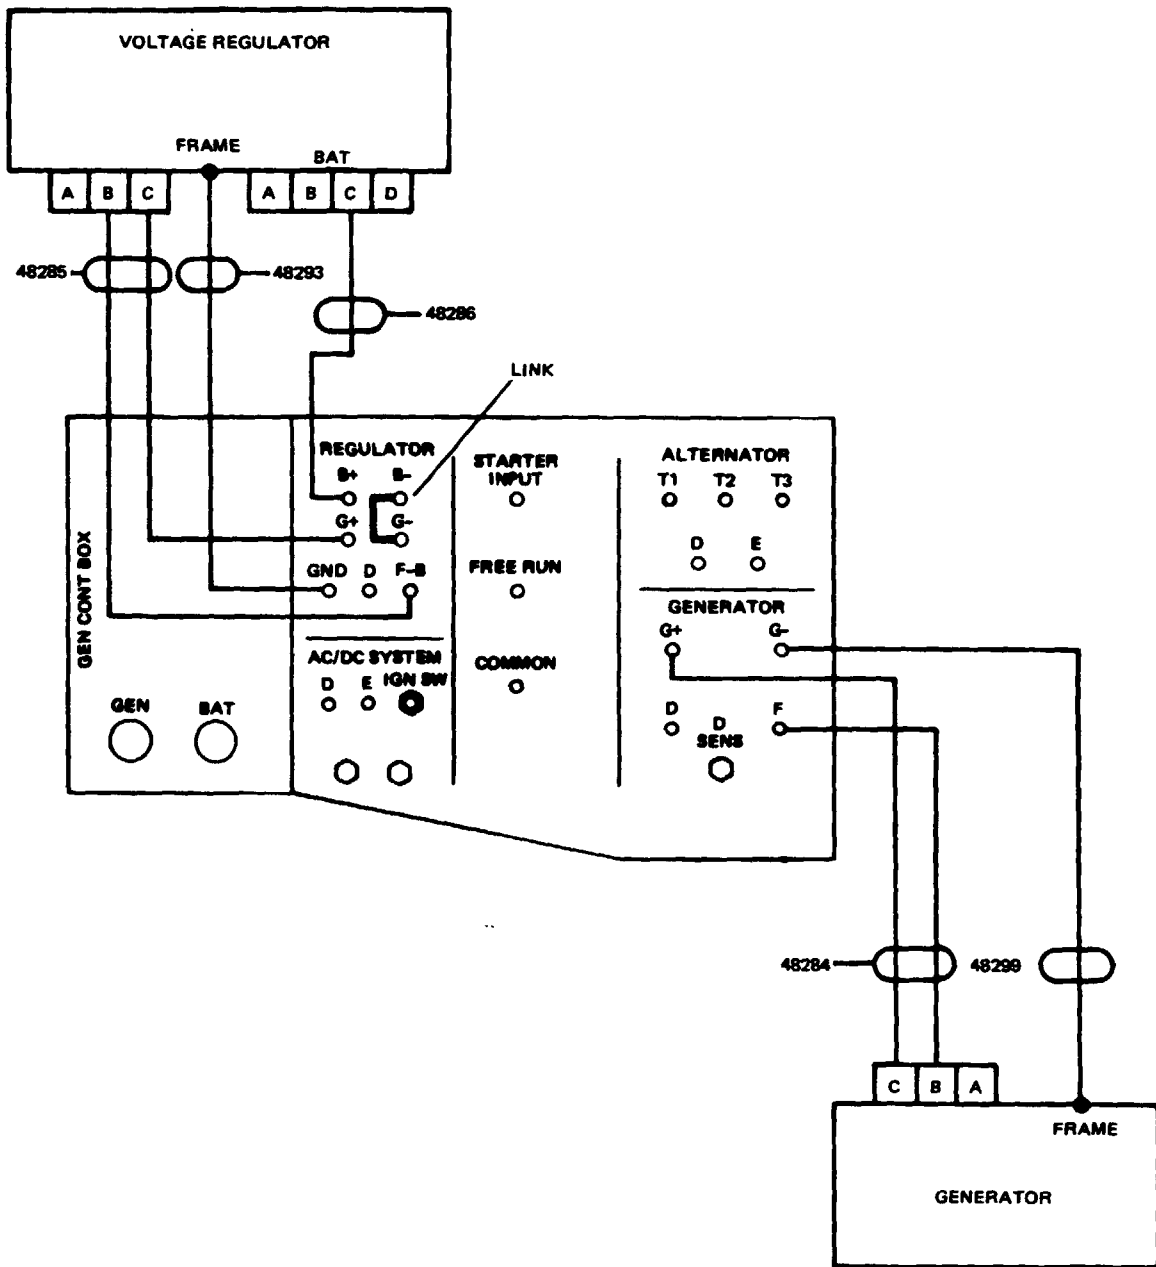 VOLTAGE REGULATOR
FRAME
BAT
A B C
A B C D
48285
48293
48286
LINK
GEN CONT BOX
REGULATOR
B+ B-
G+ G-
GND D F-B
AC/DC SYSTEM
D E IGN SW
GEN BAT
STARTER
INPUT
FREE RUN
COMMON
ALTERNATOR
T1 T2 T3
D E
GENERATOR
G+ G-
D D F
SENS
48284
48299
C B A
FRAME
GENERATOR